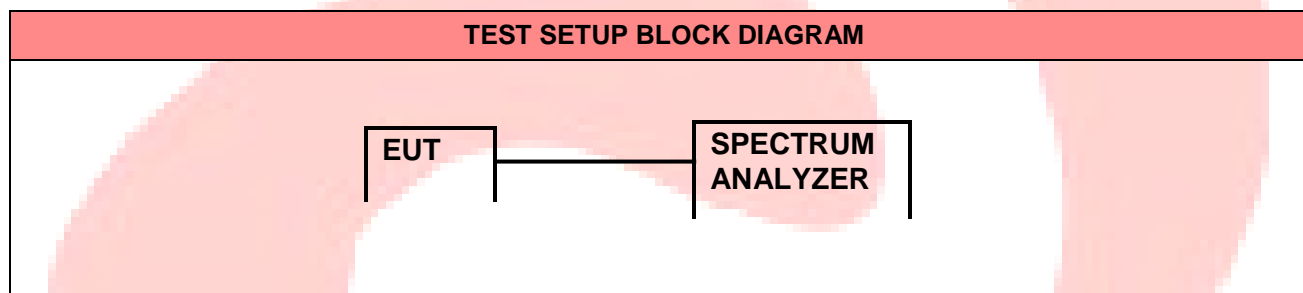 TEST SETUP BLOCK DIAGRAM
EUT
SPECTRUM
ANALYZER